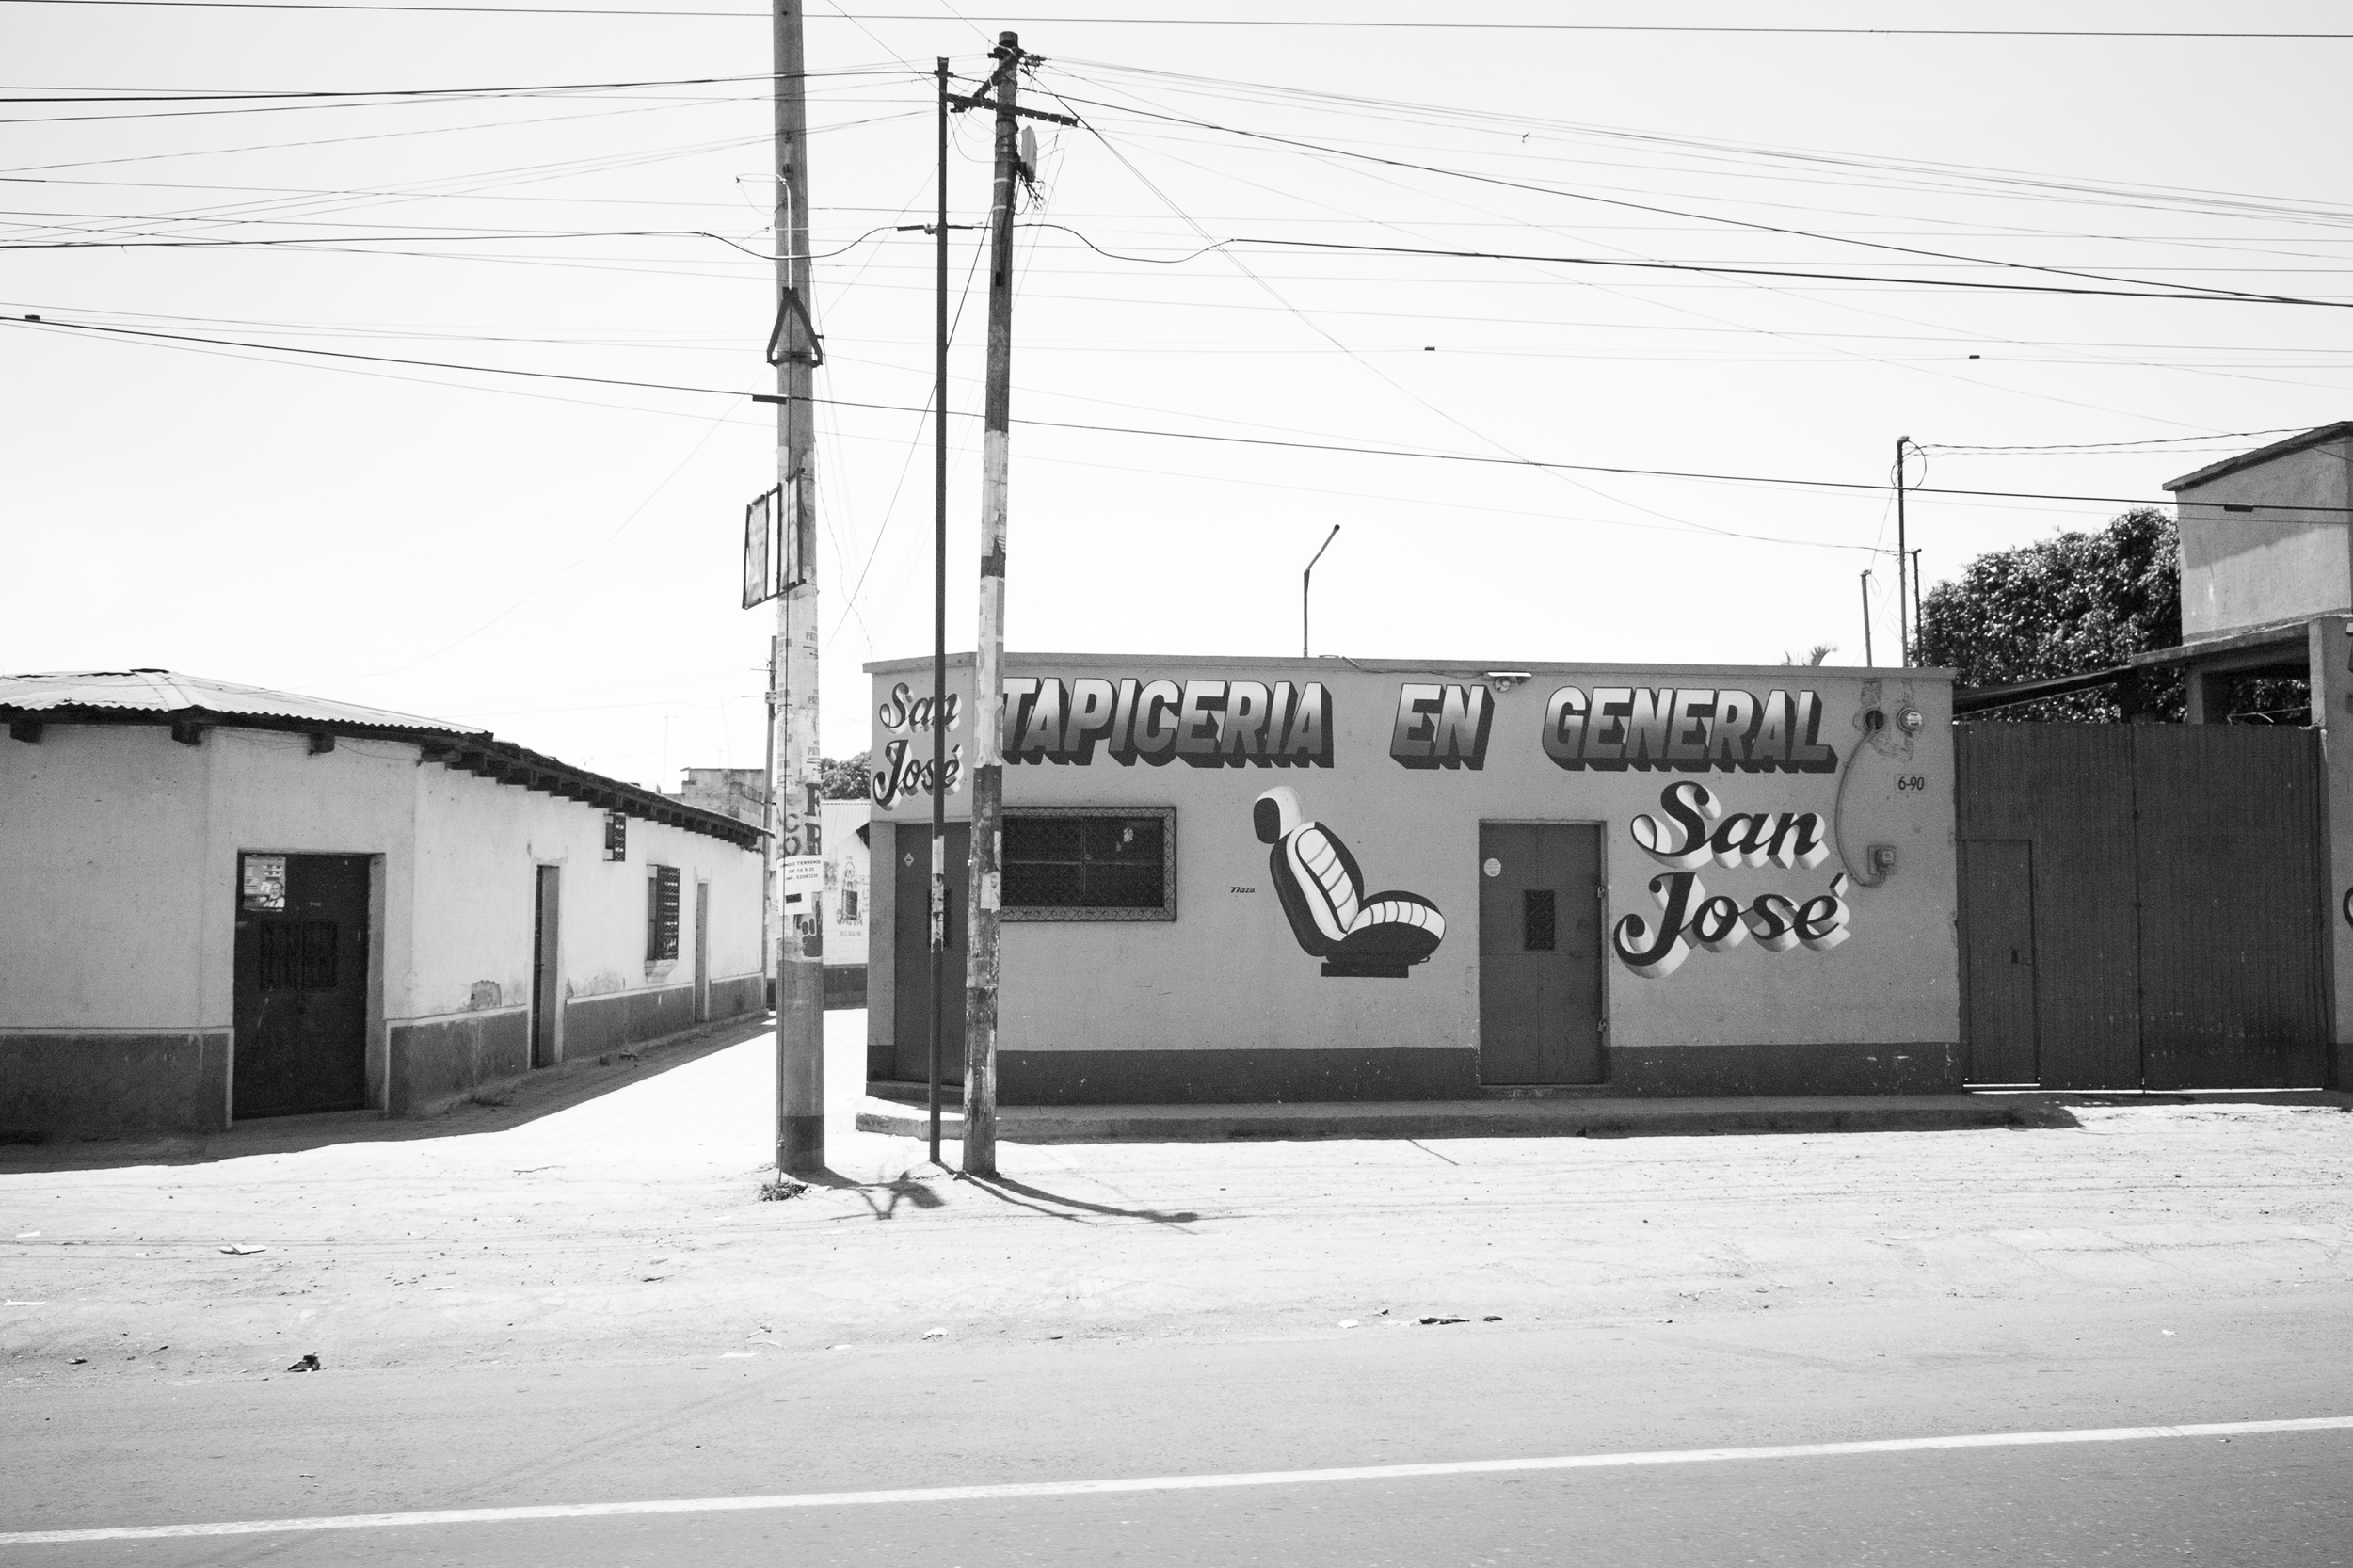 San
José
TAPICERIA EN GENERAL
San
José
6-90